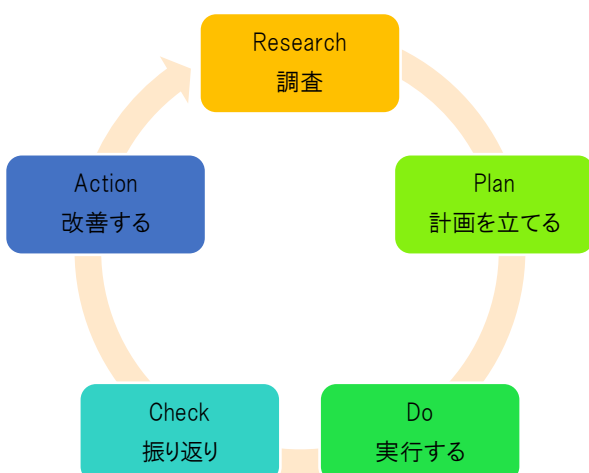 Research
調査
Plan
計画を立てる
Do
実行する
Check
振り返り
Action
改善する